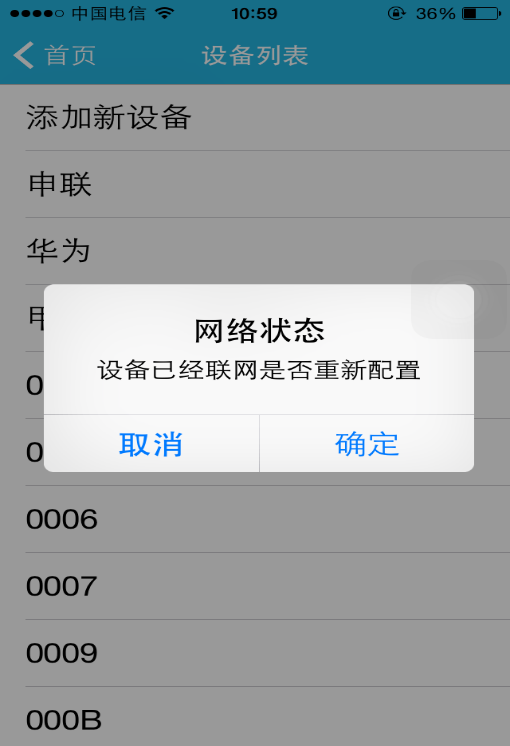 中国电信 10:59 36%
首页 设备列表
添加新设备
申联
华为
网络状态
设备已经联网是否重新配置
0
取消 确定
0
0006
0007
0009
000B